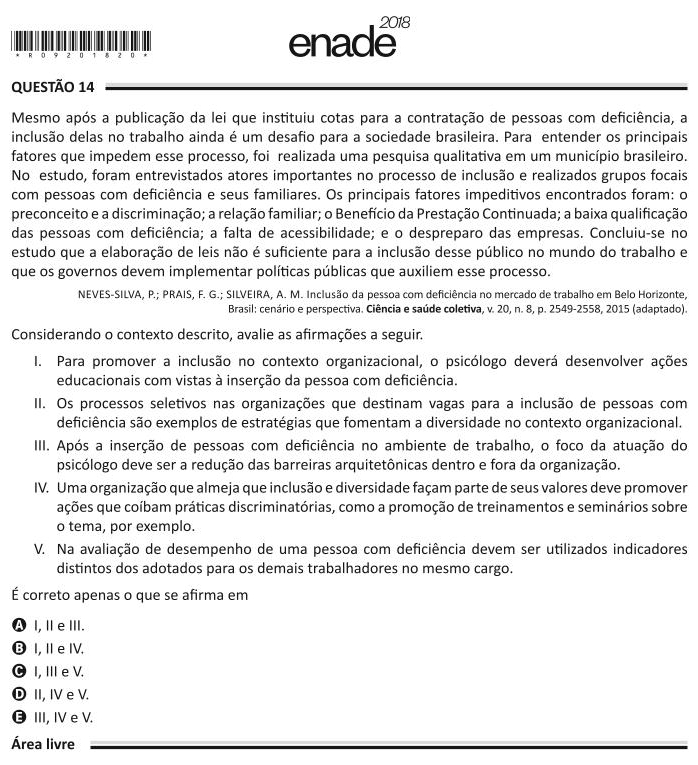 enade 2018
* R 0 9 2 0 1 8 2 0 *
QUESTÃO 14
Mesmo após a publicação da lei que instituiu cotas para a contratação de pessoas com deficiência, a
inclusão delas no trabalho ainda é um desafio para a sociedade brasileira. Para entender os principais
fatores que impedem esse processo, foi realizada uma pesquisa qualitativa em um município brasileiro.
No estudo, foram entrevistados atores importantes no processo de inclusão e realizados grupos focais
com pessoas com deficiência e seus familiares. Os principais fatores impeditivos encontrados foram: o
preconceito e a discriminação; a relação familiar; o Benefício da Prestação Continuada; a baixa qualificação
das pessoas com deficiência; a falta de acessibilidade; e o despreparo das empresas. Concluiu-se no
estudo que a elaboração de leis não é suficiente para a inclusão desse público no mundo do trabalho e
que os governos devem implementar políticas públicas que auxiliem esse processo.
NEVES-SILVA, P.; PRAIS, F. G.; SILVEIRA, A. M. Inclusão da pessoa com deficiência no mercado de trabalho em Belo Horizonte,
Brasil: cenário e perspectiva. Ciência e saúde coletiva, v. 20, n. 8, p. 2549-2558, 2015 (adaptado).
Considerando o contexto descrito, avalie as afirmações a seguir.
I. Para promover a inclusão no contexto organizacional, o psicólogo deverá desenvolver ações
educacionais com vistas à inserção da pessoa com deficiência.
II. Os processos seletivos nas organizações que destinam vagas para a inclusão de pessoas com
deficiência são exemplos de estratégias que fomentam a diversidade no contexto organizacional.
III. Após a inserção de pessoas com deficiência no ambiente de trabalho, o foco da atuação do
psicólogo deve ser a redução das barreiras arquitetônicas dentro e fora da organização.
IV. Uma organização que almeja que inclusão e diversidade façam parte de seus valores deve promover
ações que coíbam práticas discriminatórias, como a promoção de treinamentos e seminários sobre
o tema, por exemplo.
V. Na avaliação de desempenho de uma pessoa com deficiência devem ser utilizados indicadores
distintos dos adotados para os demais trabalhadores no mesmo cargo.
É correto apenas o que se afirma em
A I, II e III.
B I, II e IV.
C I, III e V.
D II, IV e V.
E III, IV e V.
Área livre